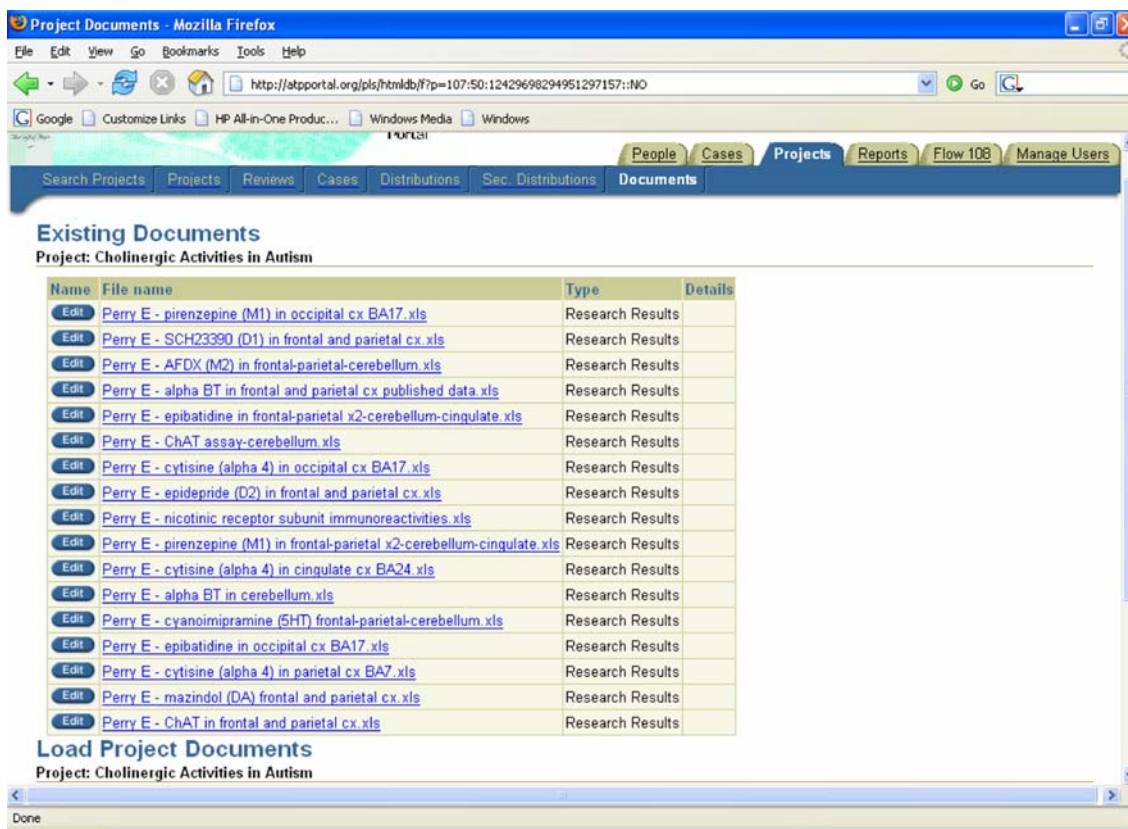 Project Documents - Mozilla Firefox
File Edit View Go Bookmarks Tools Help
http://atpportal.org/pls/htmldb/f?p=107:50:12429698294951297157::NO Go G
G Google Customize Links HP All-in-One Produc... Windows Media Windows
Portal
People Cases Projects Reports Flow 108 Manage Users
Search Projects Projects Reviews Cases Distributions Sec. Distributions Documents
Existing Documents
Project: Cholinergic Activities in Autism
Name File name Type Details
Edit Perry E - pirenzepine (M1) in occipital cx BA17.xls Research Results
Edit Perry E - SCH23390 (D1) in frontal and parietal cx.xls Research Results
Edit Perry E - AFDX (M2) in frontal-parietal-cerebellum.xls Research Results
Edit Perry E - alpha BT in frontal and parietal cx published data.xls Research Results
Edit Perry E - epibatidine in frontal-parietal x2-cerebellum-cingulate.xls Research Results
Edit Perry E - ChAT assay-cerebellum.xls Research Results
Edit Perry E - cytisine (alpha 4) in occipital cx BA17.xls Research Results
Edit Perry E - epidepride (D2) in frontal and parietal cx.xls Research Results
Edit Perry E - nicotinic receptor subunit immunoreactivities.xls Research Results
Edit Perry E - pirenzepine (M1) in frontal-parietal x2-cerebellum-cingulate.xls Research Results
Edit Perry E - cytisine (alpha 4) in cingulate cx BA24.xls Research Results
Edit Perry E - alpha BT in cerebellum.xls Research Results
Edit Perry E - cyanoimipramine (5HT) frontal-parietal-cerebellum.xls Research Results
Edit Perry E - epibatidine in occipital cx BA17.xls Research Results
Edit Perry E - cytisine (alpha 4) in parietal cx BA7.xls Research Results
Edit Perry E - mazindol (DA) frontal and parietal cx.xls Research Results
Edit Perry E - ChAT in frontal and parietal cx.xls Research Results
Load Project Documents
Project: Cholinergic Activities in Autism
Done